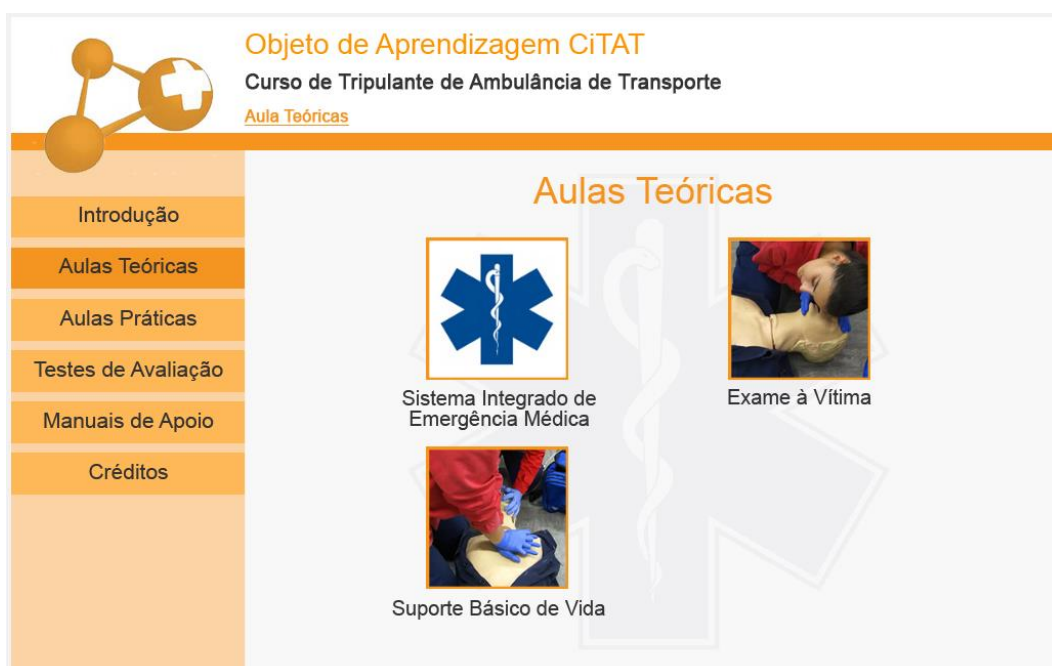 Objeto de Aprendizagem CiTAT
Curso de Tripulante de Ambulância de Transporte
Aula Teóricas
Introdução
Aulas Teóricas
Aulas Práticas
Testes de Avaliação
Manuais de Apoio
Créditos
Aulas Teóricas
Sistema Integrado de
Emergência Médica
Exame à Vítima
Suporte Básico de Vida